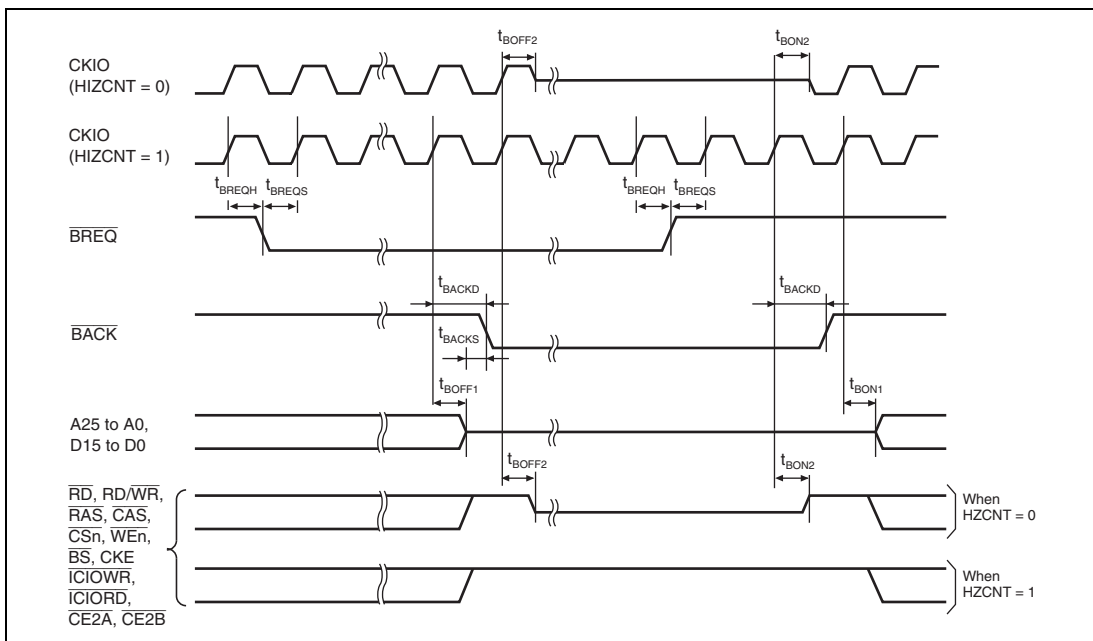 tBOFF2
tBON2
CKIO
(HIZCNT = 0)
CKIO
(HIZCNT = 1)
tBREQH
tBREQS
tBREQH
tBREQS
BREQ
tBACKD
tBACKD
BACK
tBACKS
tBOFF1
tBON1
A25 to A0,
D15 to D0
tBOFF2
tBON2
RD, RD/WR,
RAS, CAS,
CSn, WEn,
BS, CKE
ICIOWR,
ICIORD,
CE2A, CE2B
When
HZCNT = 0
When
HZCNT = 1